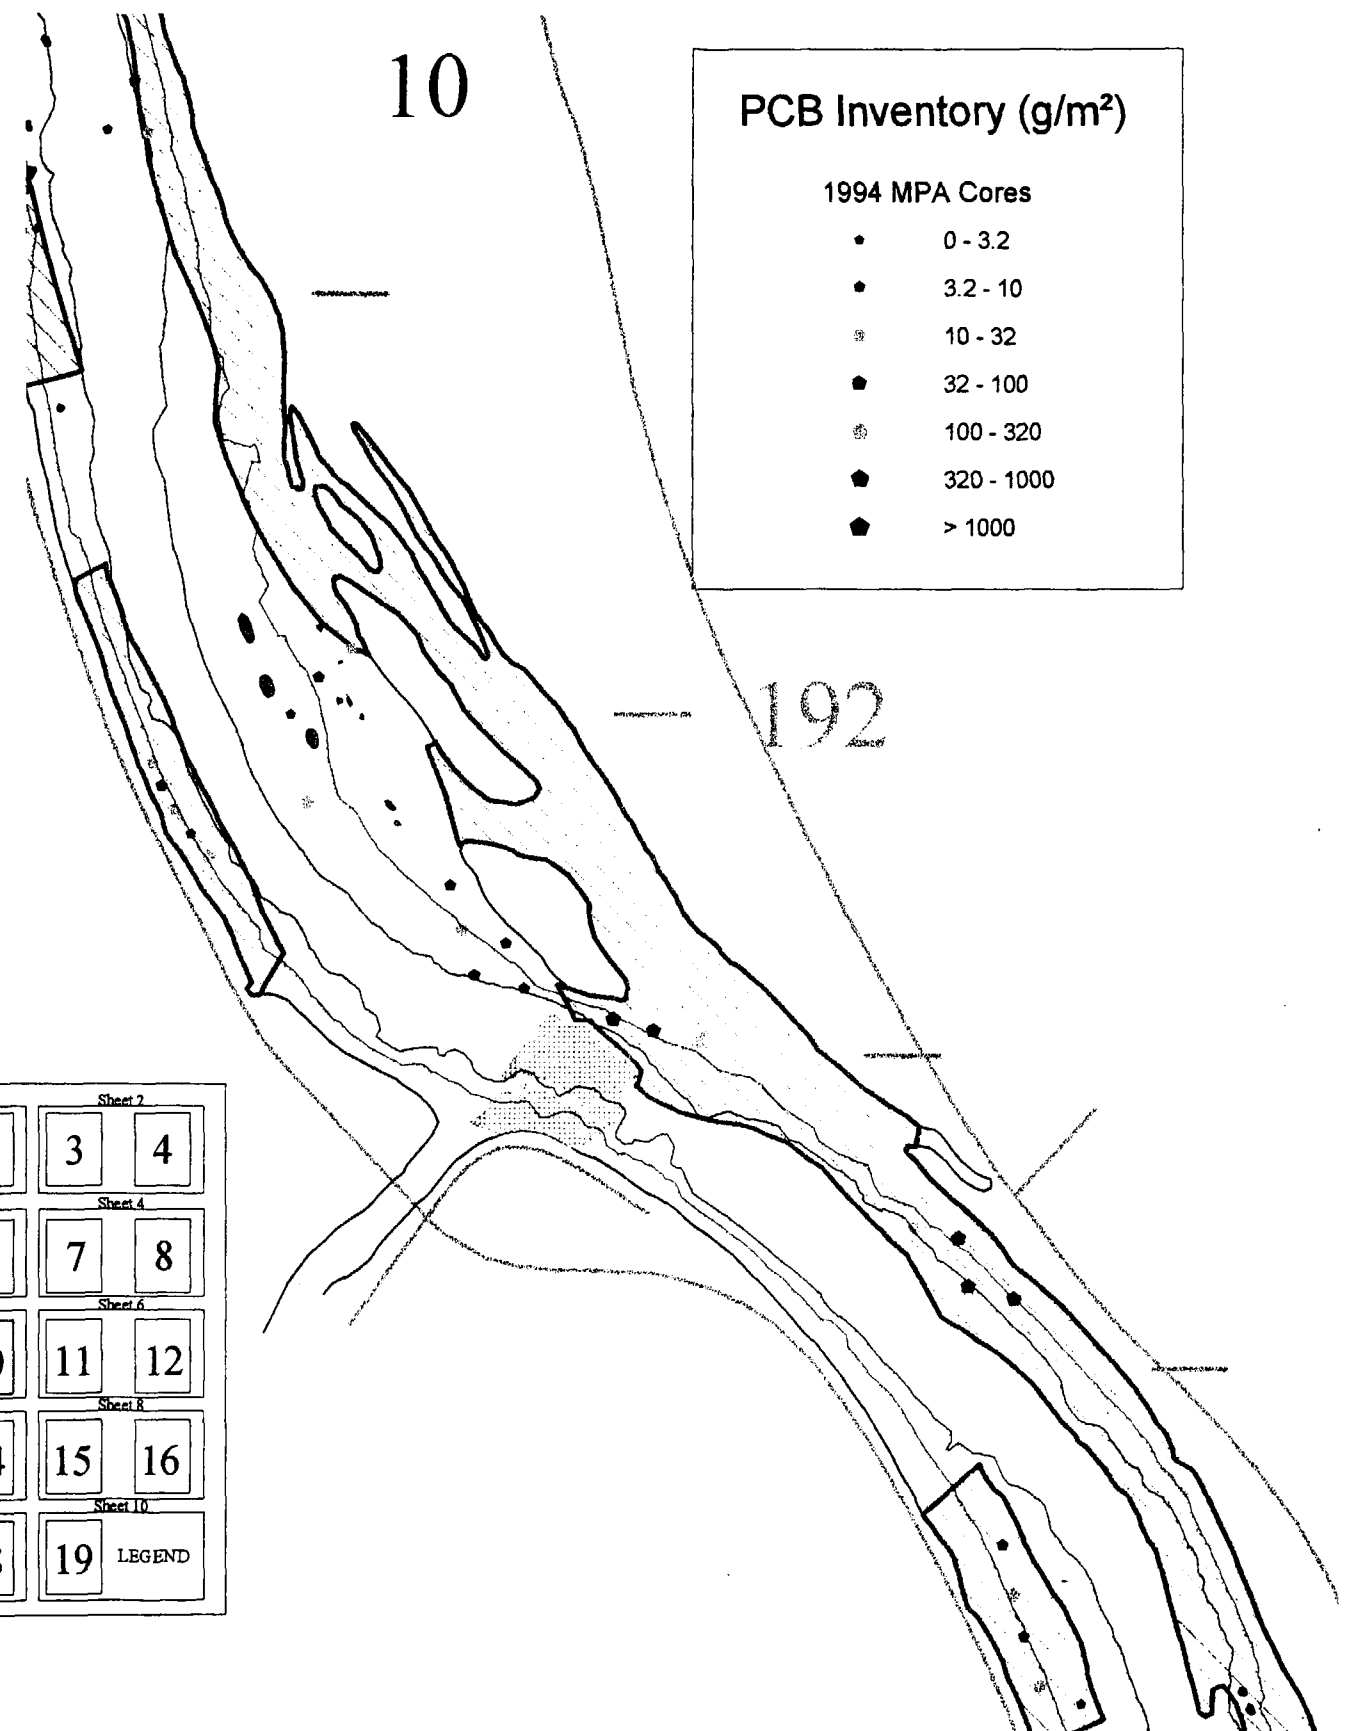 10
PCB Inventory (g/m²)
1994 MPA Cores
0 - 3.2
3.2 - 10
10 - 32
32 - 100
100 - 320
320 - 1000
> 1000
192
Sheet 2
3 4
Sheet 4
7 8
Sheet 6
11 12
Sheet 8
15 16
Sheet 10
19 LEGEND